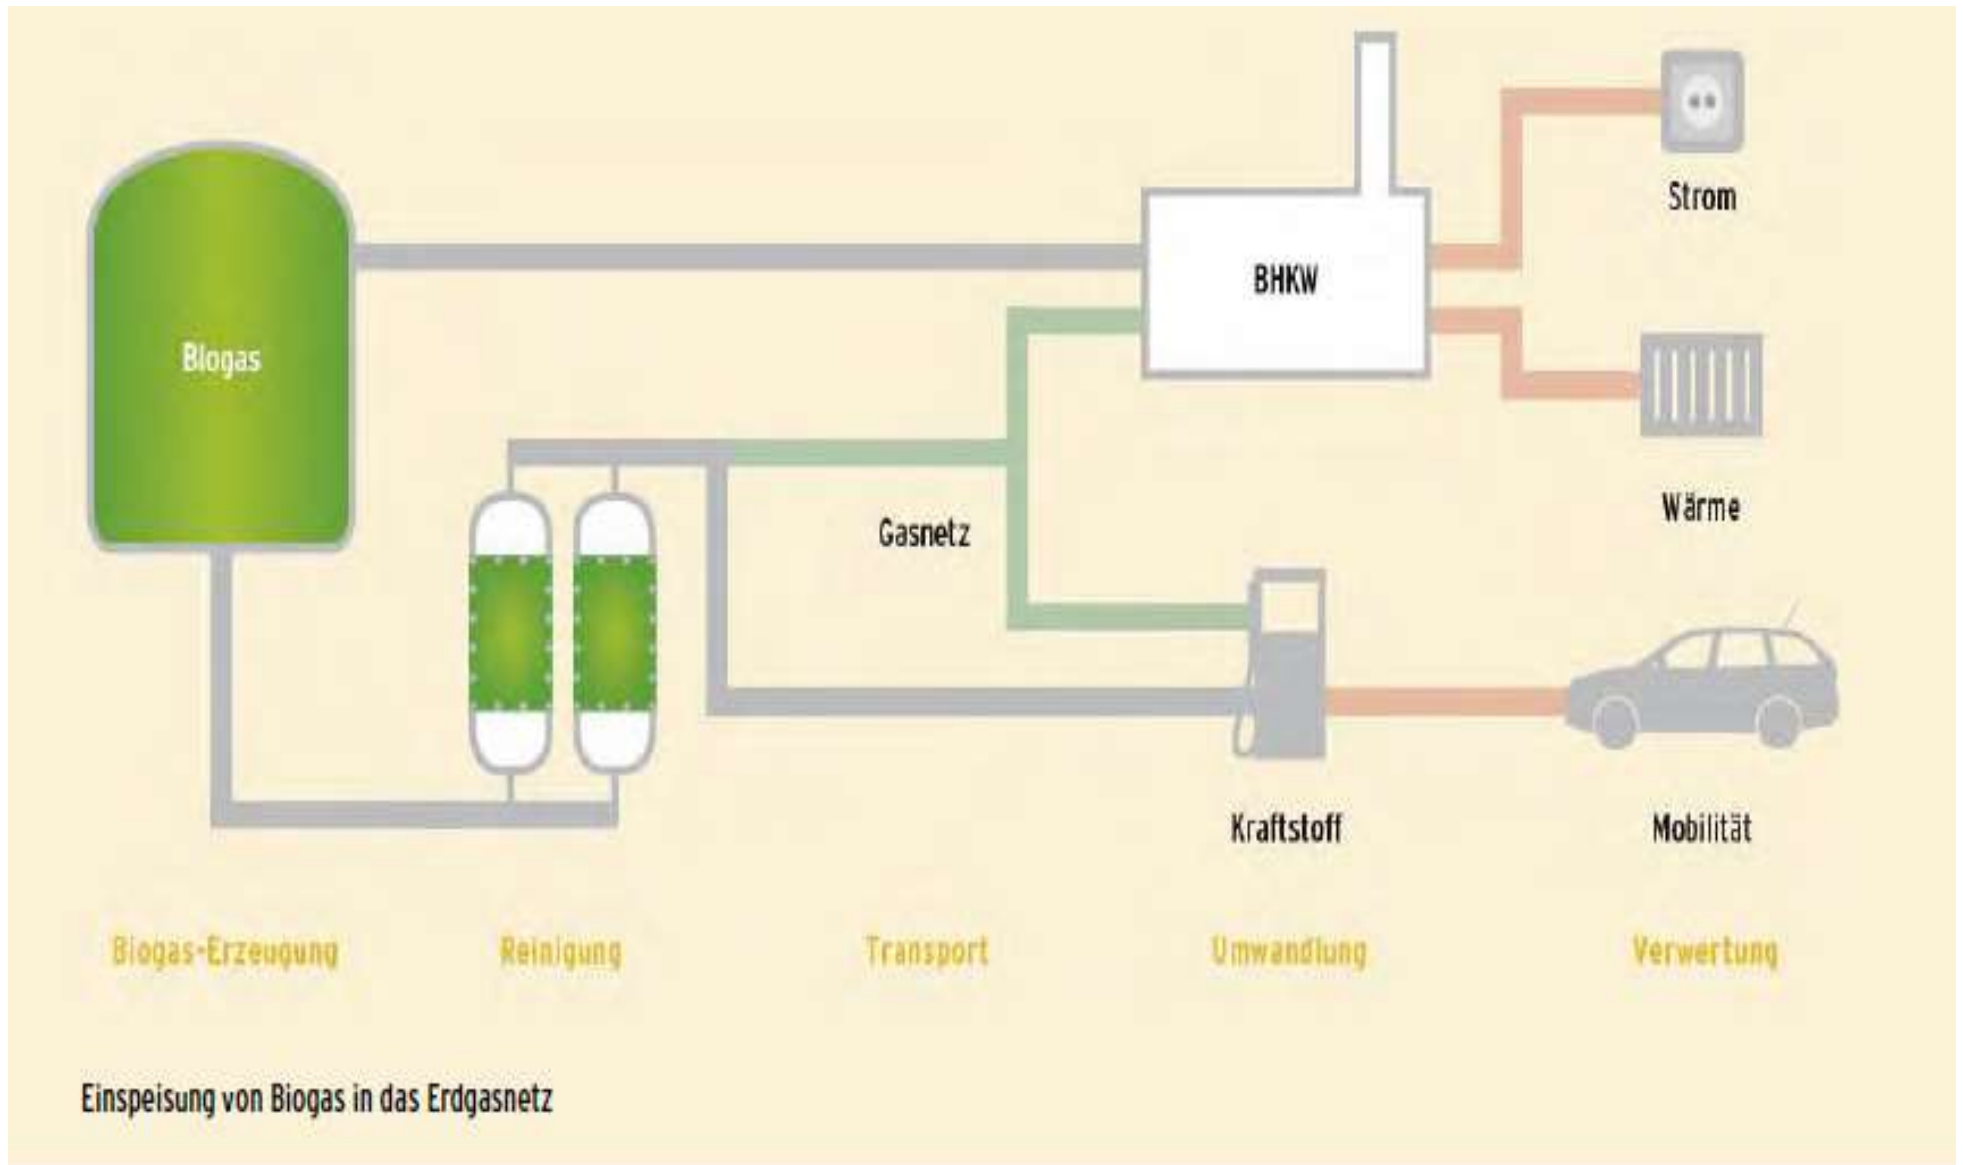 Strom
BHKW
Biogas
Wärme
Gasnetz
Kraftstoff
Mobilität
Biogas-Erzeugung
Reinigung
Transport
Umwandlung
Verwertung
Einspeisung von Biogas in das Erdgasnetz